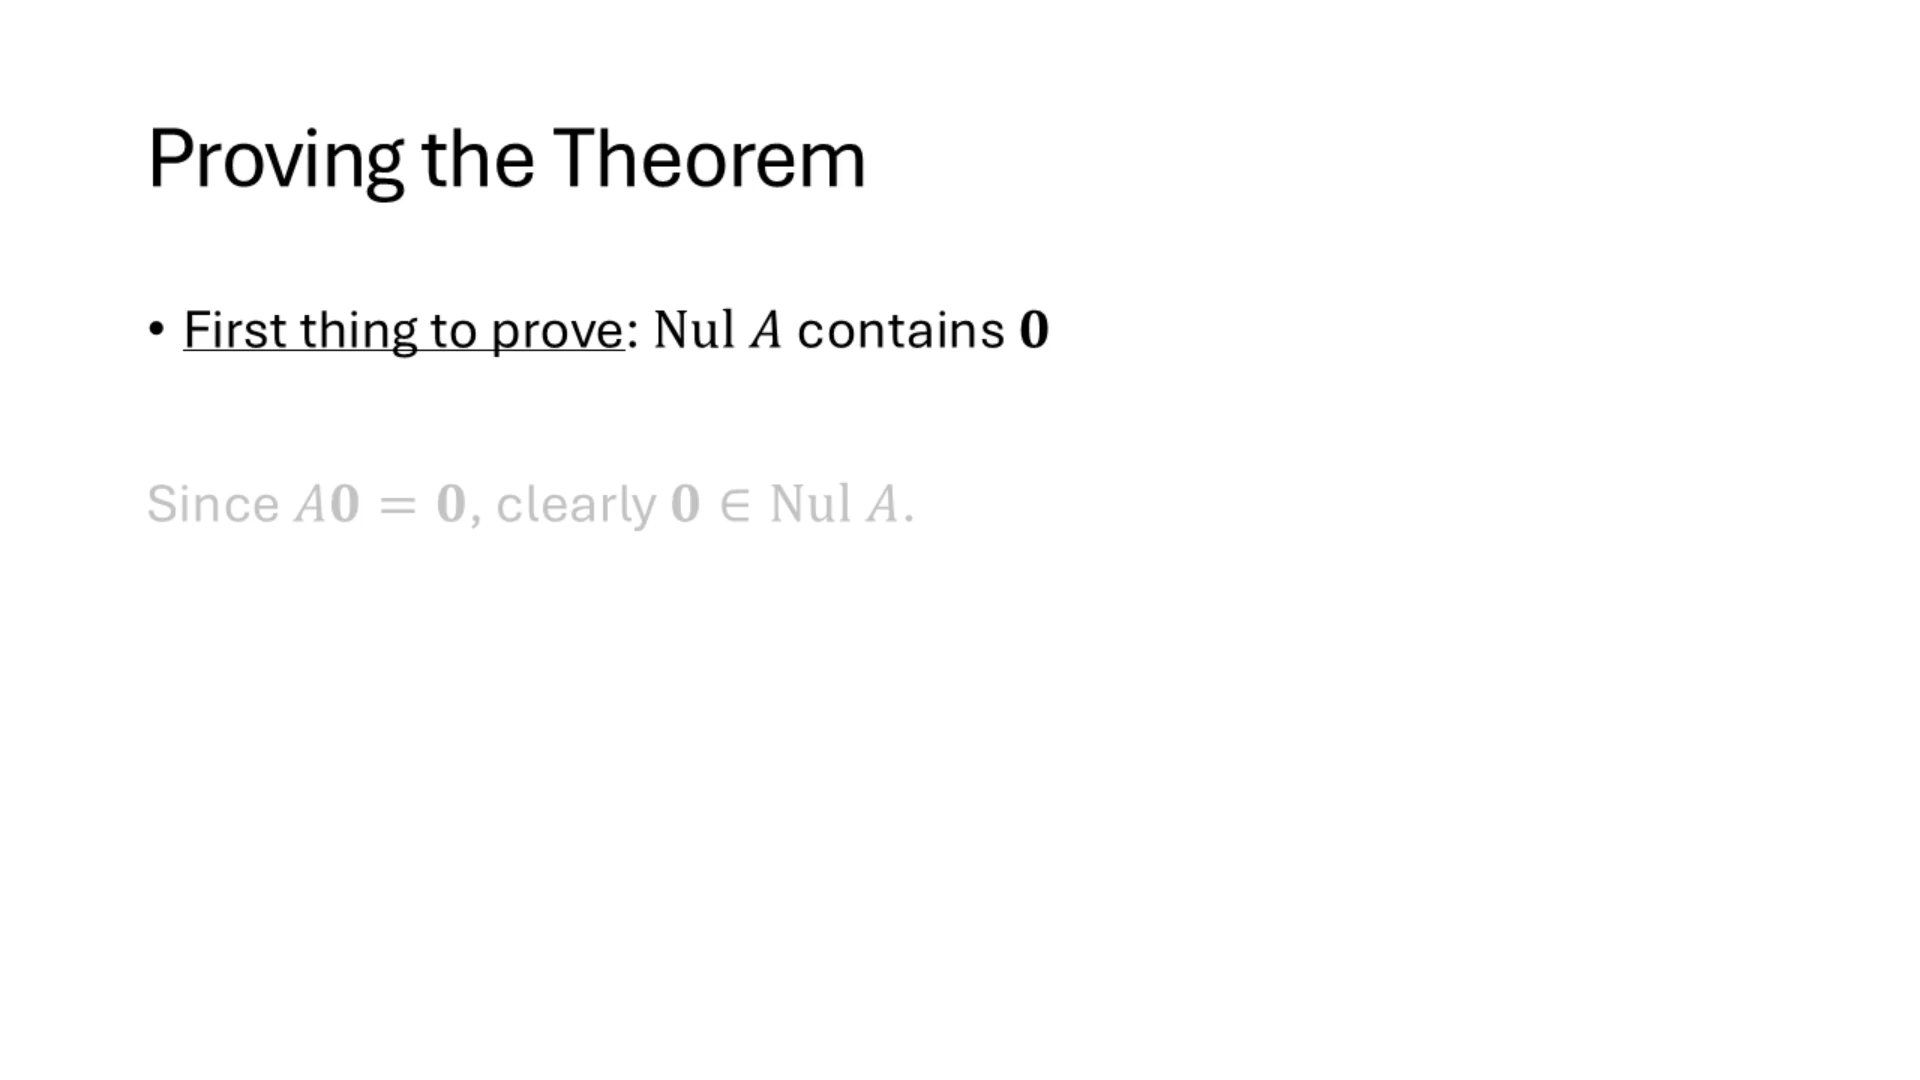 Proving the Theorem
• First thing to prove: Nul A contains 0
Since A0 = 0, clearly 0 ∈ Nul A.